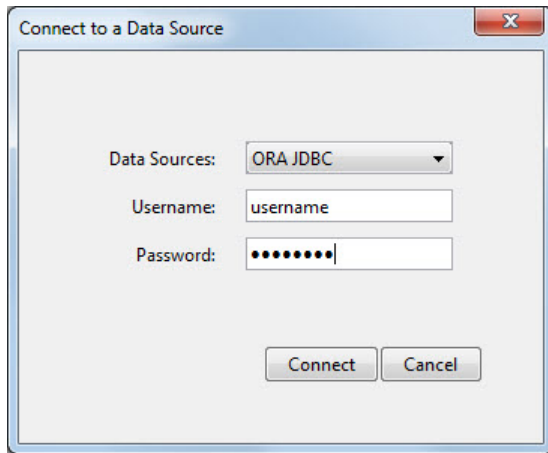 Connect to a Data Source
Data Sources: ORA JDBC
Username: username
Password: ••••••••
Connect Cancel